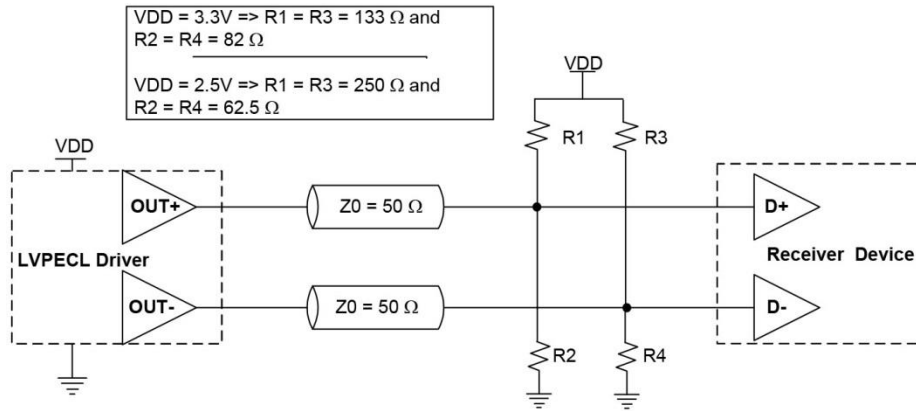 VDD = 3.3V => R1 = R3 = 133 Ω and
R2 = R4 = 82 Ω
VDD = 2.5V => R1 = R3 = 250 Ω and
R2 = R4 = 62.5 Ω
VDD
R1
R3
VDD
OUT+
Z0 = 50 Ω
D+
LVPECL Driver
Receiver Device
OUT-
Z0 = 50 Ω
D-
R2
R4